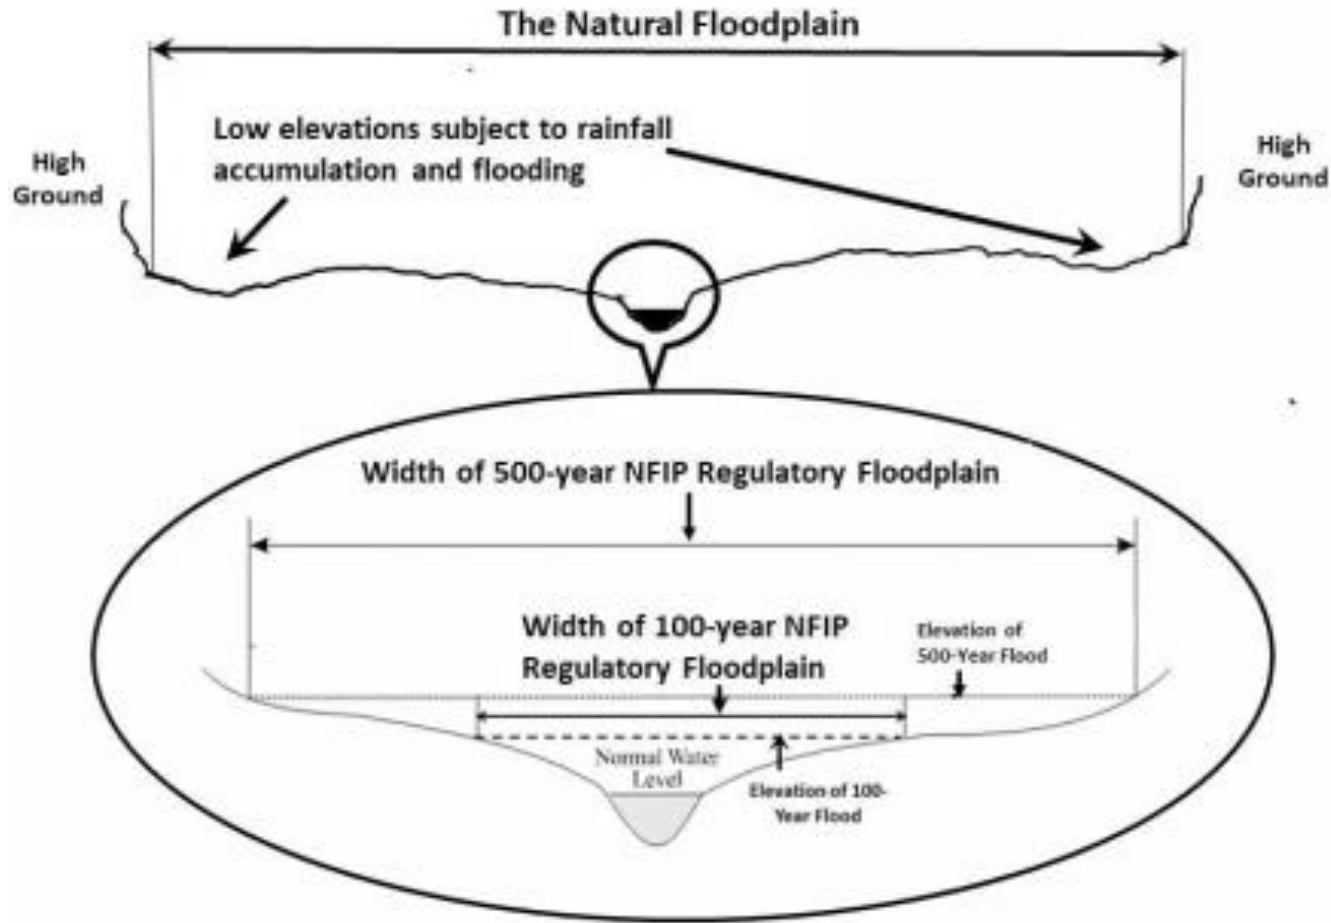 The Natural Floodplain
Low elevations subject to rainfall
accumulation and flooding
High
Ground
High
Ground
Width of 500-year NFIP Regulatory Floodplain
Width of 100-year NFIP
Regulatory Floodplain
Elevation of
500-Year Flood
Normal Water
Level
Elevation of 100-
Year Flood